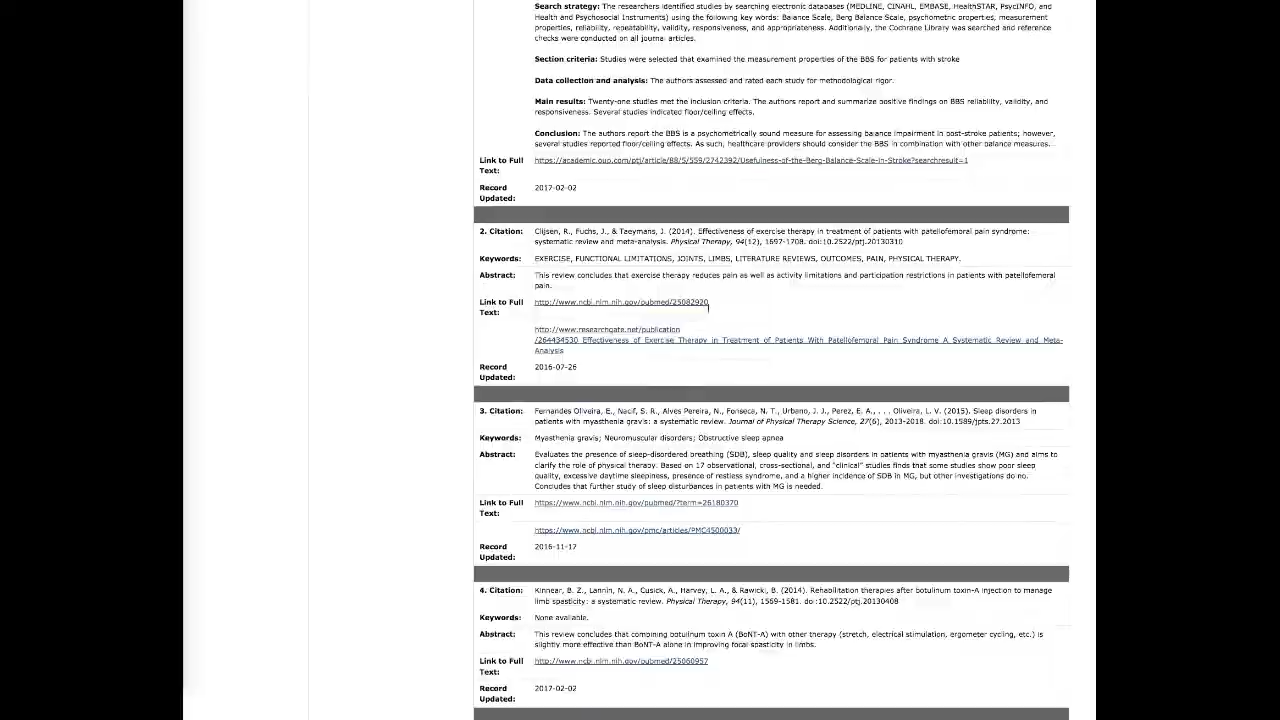 Search strategy: The researchers identified studies by searching electronic databases (MEDLINE, CINAHL, EMBASE, HealthSTAR, PsycINFO, and
Health and Psychosocial Instruments) using the following key words: Balance Scale, Berg Balance Scale, psychometric properties, measurement
properties, reliability, repeatability, validity, responsiveness, and appropriateness. Additionally, the Cochrane Library was searched and reference
checks were conducted on all journal articles.
Section criteria: Studies were selected that examined the measurement properties of the BBS for patients with stroke
Data collection and analysis: The authors assessed and rated each study for methodological rigor.
Main results: Twenty-one studies met the inclusion criteria. The authors report and summarize positive findings on BBS reliability, validity, and
responsiveness. Several studies indicated floor/ceiling effects.
Conclusion: The authors report the BBS is a psychometrically sound measure for assessing balance impairment in post-stroke patients; however,
several studies reported floor/ceiling effects. As such, healthcare providers should consider the BBS in combination with other balance measures.
Link to Full Text: https://academic.oup.com/ptj/article/88/5/559/2742392/Usefulness-of-the-Berg-Balance-Scale-in-Stroke?searchresult=1
Record Updated: 2017-02-02
2. Citation: Clijsen, R., Fuchs, J., & Taeymans, J. (2014). Effectiveness of exercise therapy in treatment of patients with patellofemoral pain syndrome:
systematic review and meta-analysis. Physical Therapy, 94(12), 1697-1708. doi:10.2522/ptj.20130310
Keywords: EXERCISE, FUNCTIONAL LIMITATIONS, JOINTS, LIMBS, LITERATURE REVIEWS, OUTCOMES, PAIN, PHYSICAL THERAPY.
Abstract: This review concludes that exercise therapy reduces pain as well as activity limitations and participation restrictions in patients with patellofemoral
pain.
Link to Full Text: http://www.ncbi.nlm.nih.gov/pubmed/25082920
http://www.researchgate.net/publication
/264434530_Effectiveness_of_Exercise_Therapy_in_Treatment_of_Patients_With_Patellofemoral_Pain_Syndrome_A_Systematic_Review_and_Meta-
Analysis
Record Updated: 2016-07-26
3. Citation: Fernandes Oliveira, E., Nacif, S. R., Alves Pereira, N., Fonseca, N. T., Urbano, J. J., Perez, E. A., . . . Oliveira, L. V. (2015). Sleep disorders in
patients with myasthenia gravis: a systematic review. Journal of Physical Therapy Science, 27(6), 2013-2018. doi:10.1589/jpts.27.2013
Keywords: Myasthenia gravis; Neuromuscular disorders; Obstructive sleep apnea
Abstract: Evaluates the presence of sleep-disordered breathing (SDB), sleep quality and sleep disorders in patients with myasthenia gravis (MG) and aims to
clarify the role of physical therapy. Based on 17 observational, cross-sectional, and "clinical" studies finds that some studies show poor sleep
quality, excessive daytime sleepiness, presence of restless syndrome, and a higher incidence of SDB in MG, but other investigations do no.
Concludes that further study of sleep disturbances in patients with MG is needed.
Link to Full Text: https://www.ncbi.nlm.nih.gov/pubmed/?term=26180370
https://www.ncbi.nlm.nih.gov/pmc/articles/PMC4500033/
Record Updated: 2016-11-17
4. Citation: Kinnear, B. Z., Lannin, N. A., Cusick, A., Harvey, L. A., & Rawicki, B. (2014). Rehabilitation therapies after botulinum toxin-A injection to manage
limb spasticity: a systematic review. Physical Therapy, 94(11), 1569-1581. doi:10.2522/ptj.20130408
Keywords: None available.
Abstract: This review concludes that combining botulinum toxin A (BoNT-A) with other therapy (stretch, electrical stimulation, ergometer cycling, etc.) is
slightly more effective than BoNT-A alone in improving focal spasticity in limbs.
Link to Full Text: http://www.ncbi.nlm.nih.gov/pubmed/25060957
Record Updated: 2017-02-02